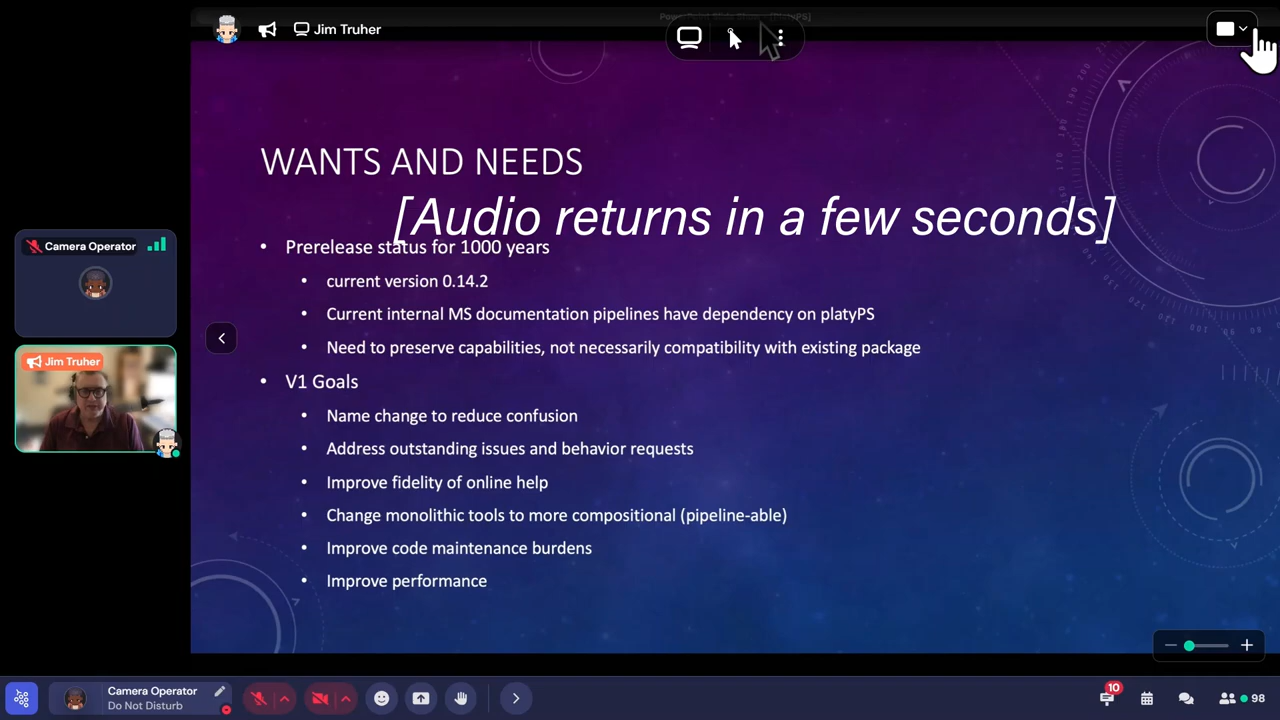 Jim Truher
WANTS AND NEEDS
[Audio returns in a few seconds]
• Prerelease status for 1000 years
• current version 0.14.2
• Current internal MS documentation pipelines have dependency on platyPS
• Need to preserve capabilities, not necessarily compatibility with existing package
• V1 Goals
• Name change to reduce confusion
• Address outstanding issues and behavior requests
• Improve fidelity of online help
• Change monolithic tools to more compositional (pipeline-able)
• Improve code maintenance burdens
• Improve performance
Camera Operator
Jim Truher
Camera Operator
Do Not Disturb
10
98